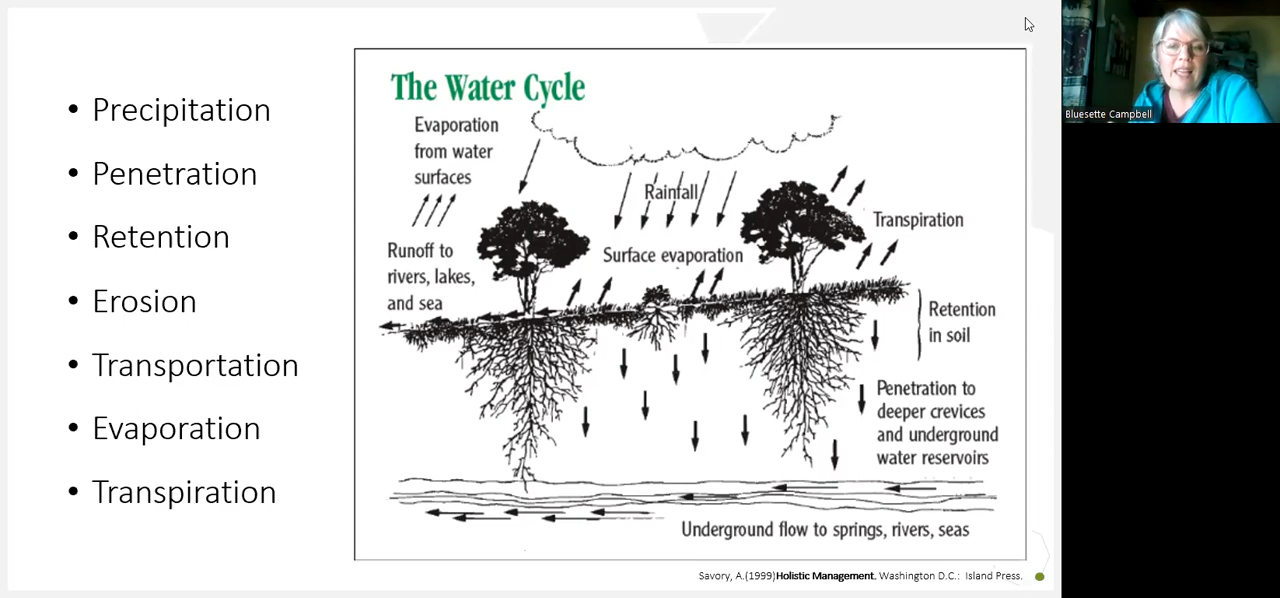 • Precipitation
• Penetration
• Retention
• Erosion
• Transportation
• Evaporation
• Transpiration
The Water Cycle
Evaporation
from water
surfaces
Rainfall
Transpiration
Runoff to
rivers, lakes,
and sea
Surface evaporation
Retention
in soil
Penetration to
deeper crevices
and underground
water reservoirs
Underground flow to springs, rivers, seas
Savory, A.(1999)Holistic Management. Washington D.C.: Island Press.
Bluesette Campbell